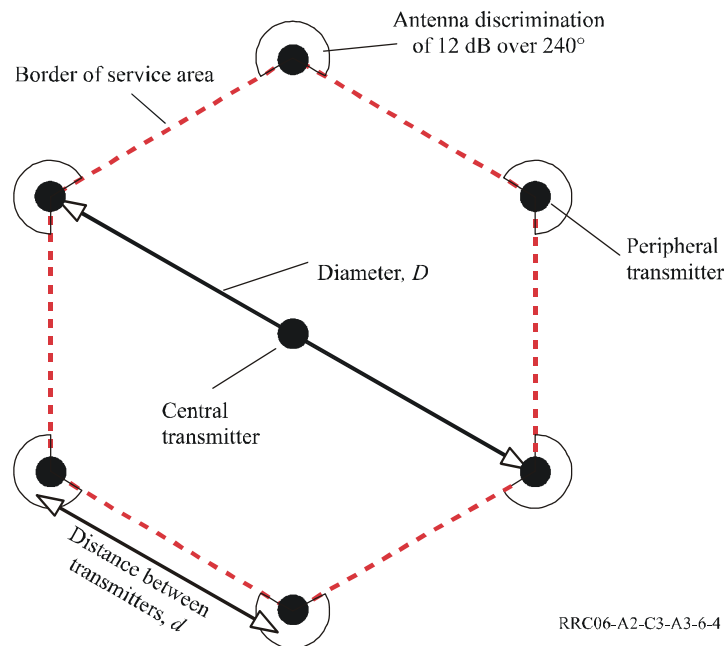 Antenna discrimination
of 12 dB over 240°
Border of service area
Peripheral
transmitter
Diameter, D
Central
transmitter
Distance between
transmitters, d
RRC06-A2-C3-A3-6-4